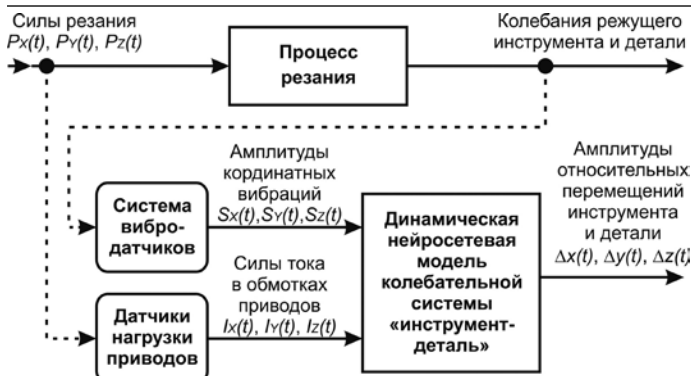 Силы резания
PX(t), PY(t), PZ(t)
Процесс
резания
Колебания режущего
инструмента и детали
Амплитуды
кординатных
вибраций
SX(t),SY(t),SZ(t)
Система
вибро-
датчиков
Силы тока
в обмотках
приводов
IX(t), IY(t), IZ(t)
Датчики
нагрузки
приводов
Динамическая
нейросетевая
модель
колебательной
системы
«инструмент-
деталь»
Амплитуды
относительных
перемещений
инструмента
и детали
Δx(t), Δy(t), Δz(t)